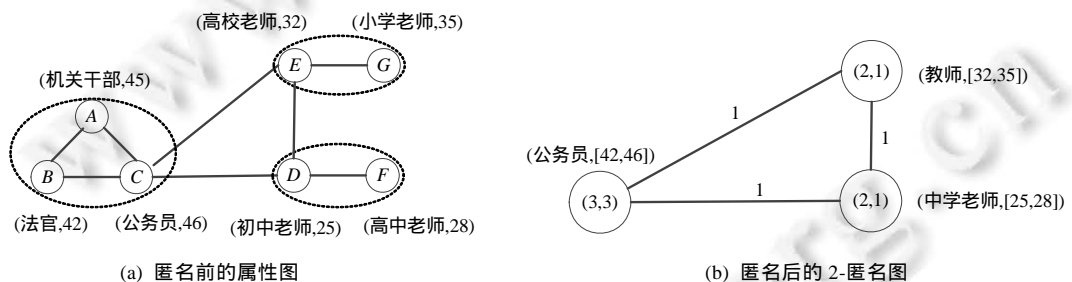 (高校老师,32)
(小学老师,35)
E
G
(机关干部,45)
A
B
C
D
F
(法官,42)
(公务员,46)
(初中老师,25)
(高中老师,28)
(a) 匿名前的属性图
(2,1)
(教师,[32,35])
1
1
(公务员,[42,46])
1
(3,3)
(2,1)
(中学老师,[25,28])
(b) 匿名后的 2-匿名图